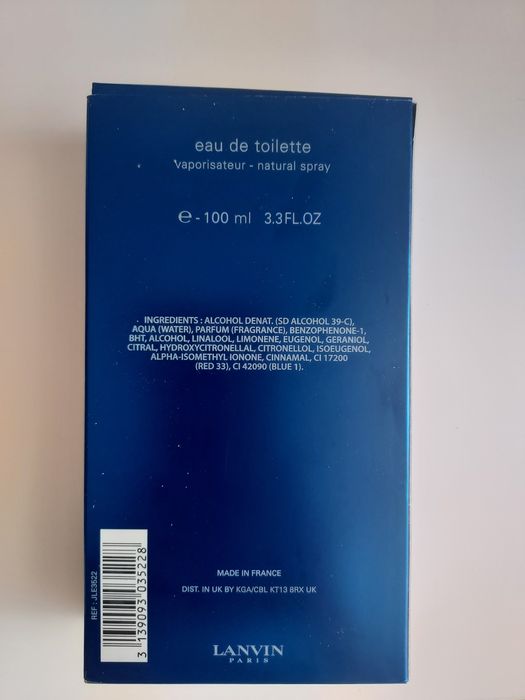 eau de toilette
vaporisateur - natural spray
e - 100 ml 3.3FL.OZ
INGREDIENTS : ALCOHOL DENAT. (SD ALCOHOL 39-C),
AQUA (WATER), PARFUM (FRAGRANCE), BENZOPHENONE-1,
BHT, ALCOHOL, LINALOOL, LIMONENE, EUGENOL, GERANIOL,
CITRAL, HYDROXYCITRONELLAL, CITRONELLOL, ISOEUGENOL,
ALPHA-ISOMETHYL IONONE, CINNAMAL, CI 17200
(RED 33), CI 42090 (BLUE 1).
REF : JLE3522
3 139093 035228
MADE IN FRANCE
DIST. IN UK BY KGA/CBL KT13 8RX UK
LANVIN
PARIS